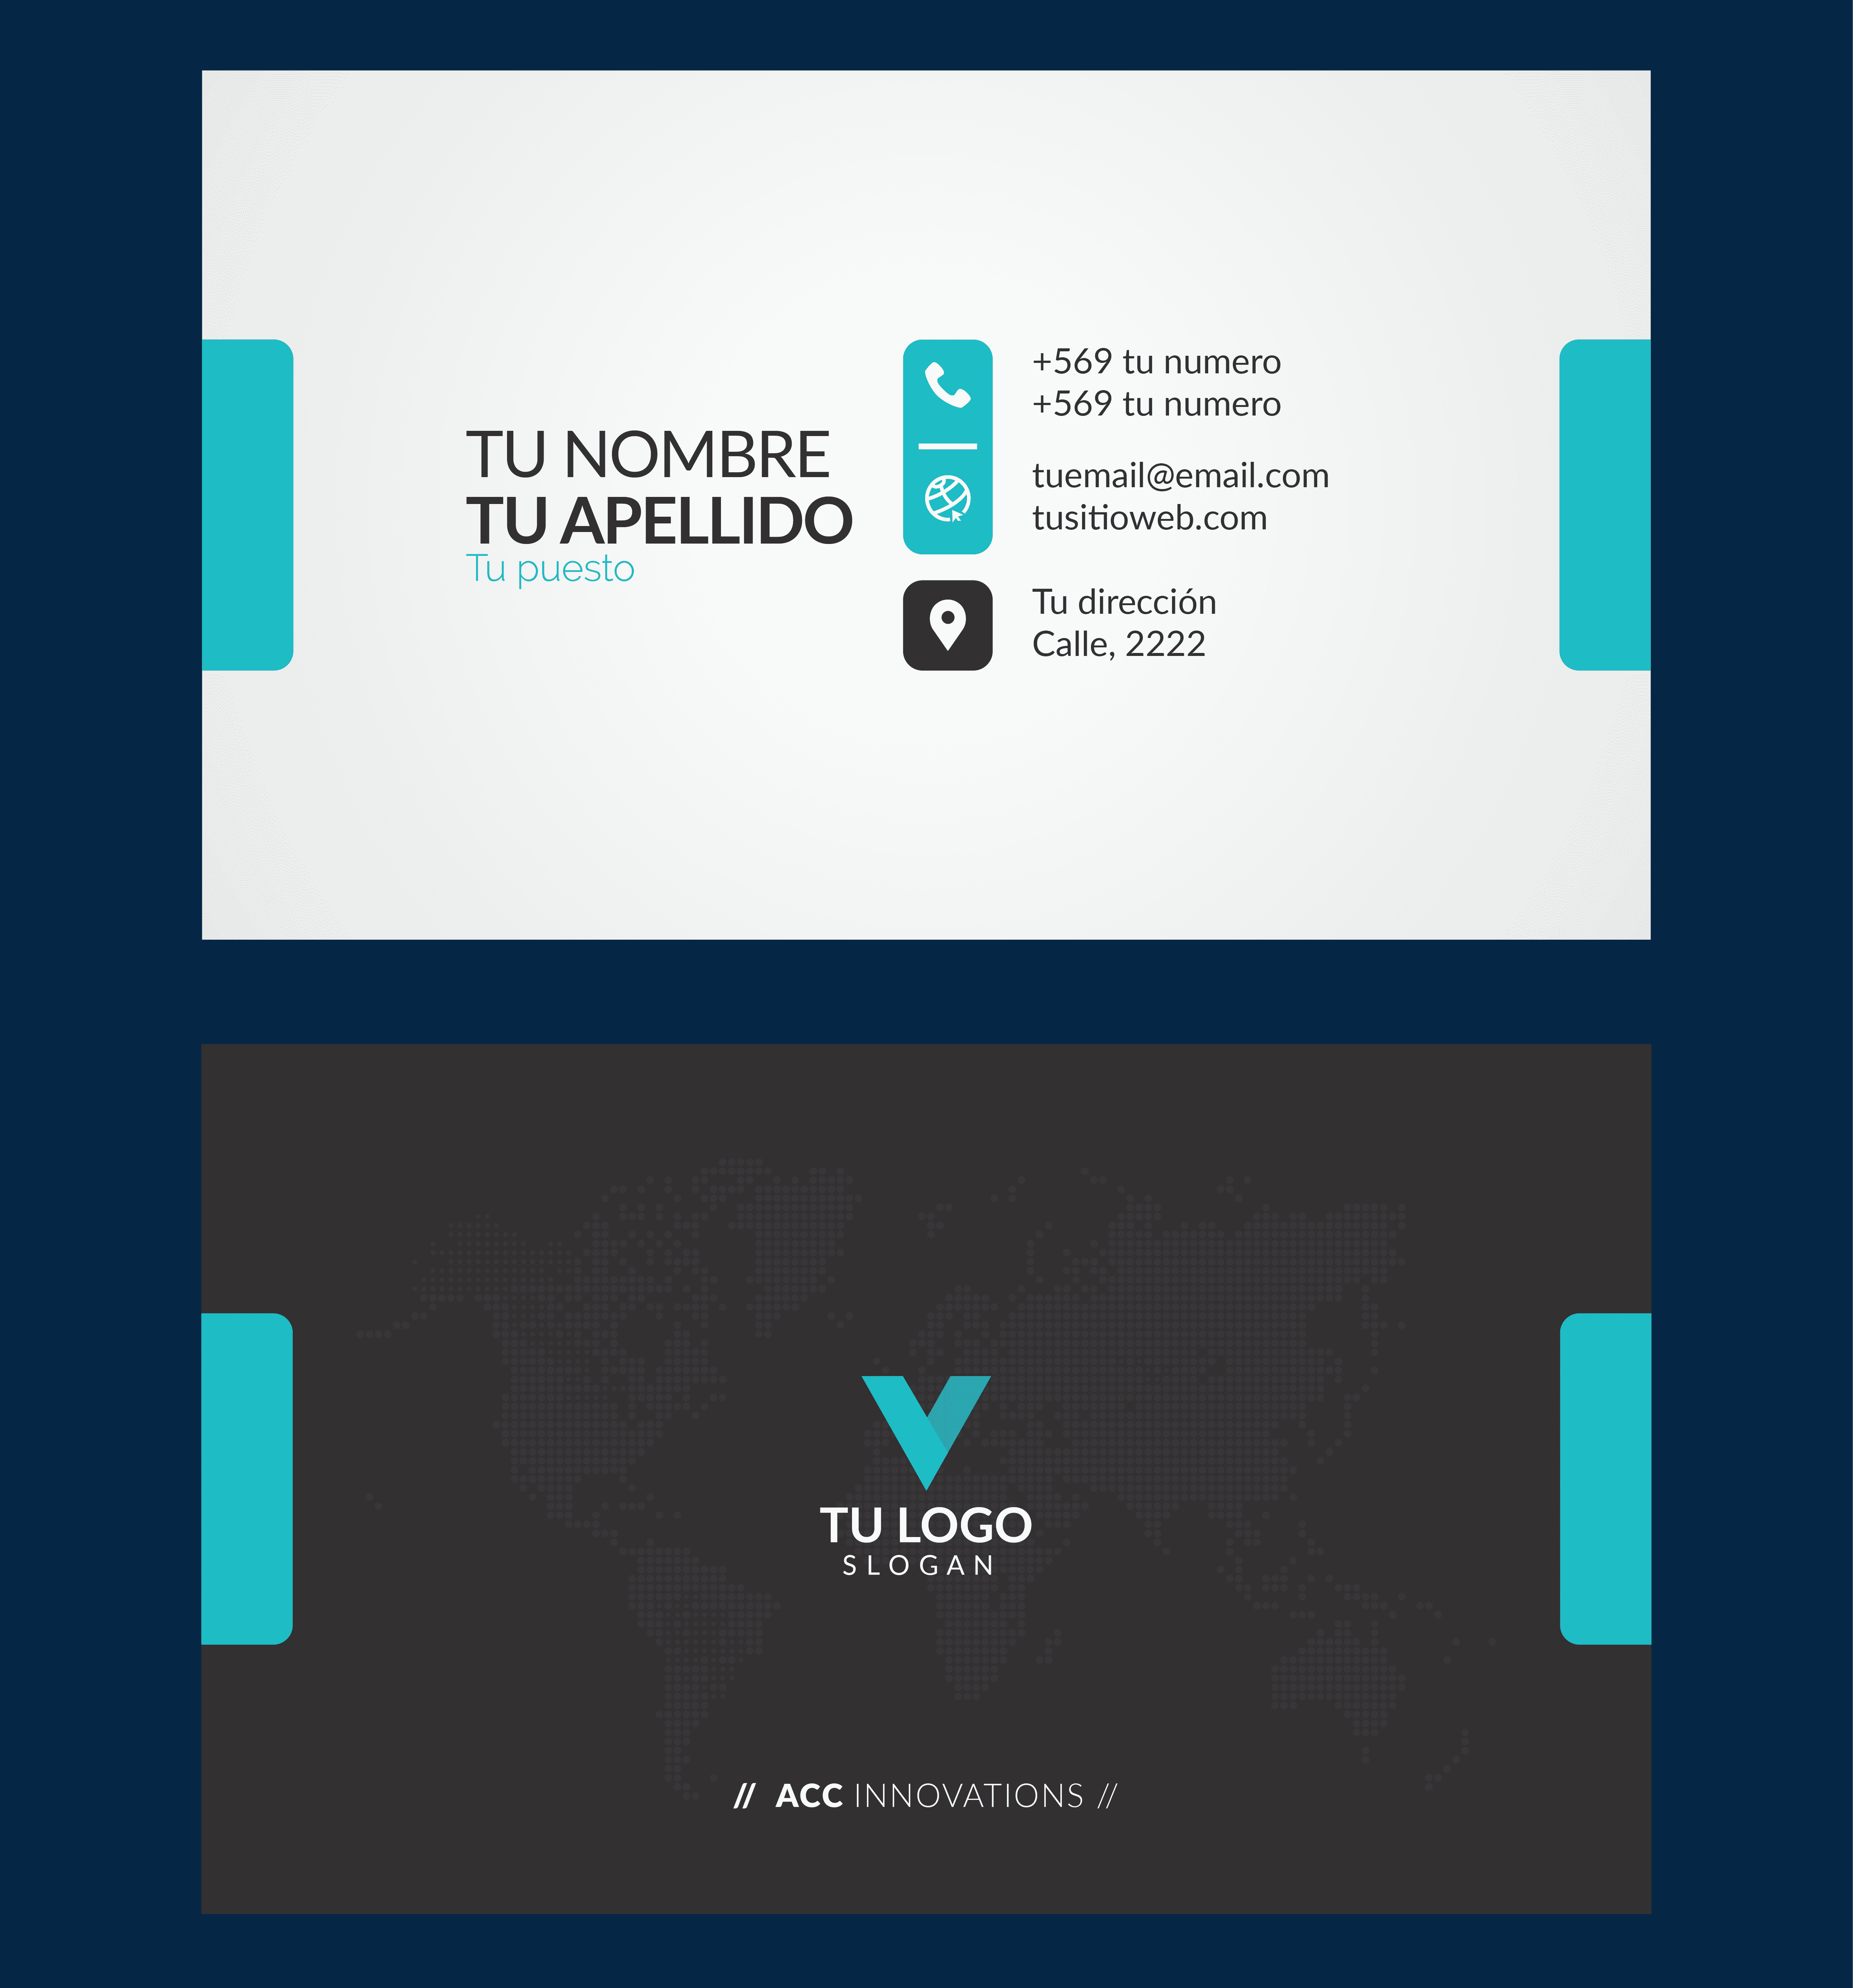 TU NOMBRE
TU APELLIDO
Tu puesto
+569 tu numero
+569 tu numero
tuemail@email.com
tusitioweb.com
Tu dirección
Calle, 2222
TU LOGO
SLOGAN
// ACC INNOVATIONS //